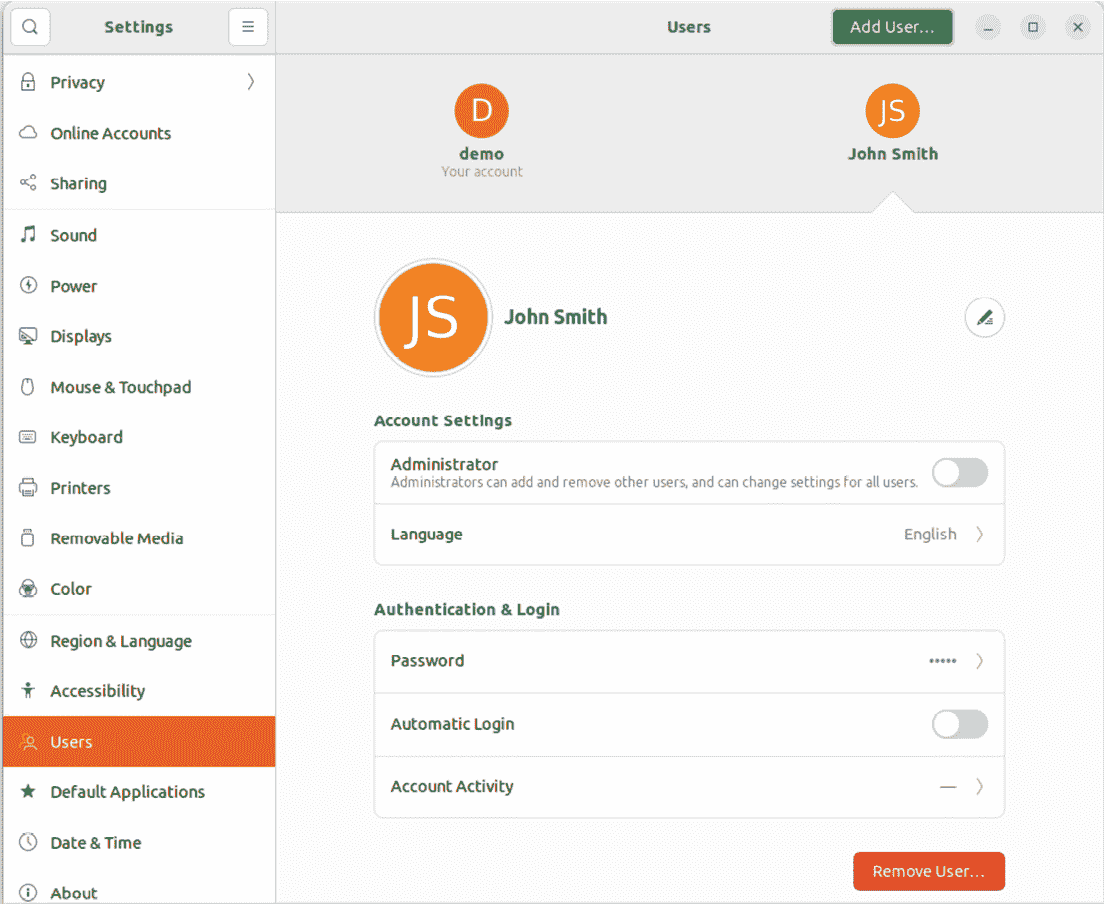 Settings
Users
Add User...
Privacy
Online Accounts
Sharing
Sound
Power
Displays
Mouse & Touchpad
Keyboard
Printers
Removable Media
Color
Region & Language
Accessibility
Users
Default Applications
Date & Time
About
D
demo
Your account
JS
John Smith
JS
John Smith
Account Settings
Administrator
Administrators can add and remove other users, and can change settings for all users.
Language English
Authentication & Login
Password •••••
Automatic Login
Account Activity —
Remove User...